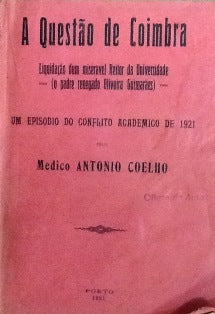 A Questão de Coimbra
Liquidação dum miseravel Reitor da Universidade
(o padre renegado Oliveira Guimarães)
UM EPISODIO DO CONFLITO ACADEMICO DE 1921
PELO
Medico ANTONIO COELHO
PORTO
1921